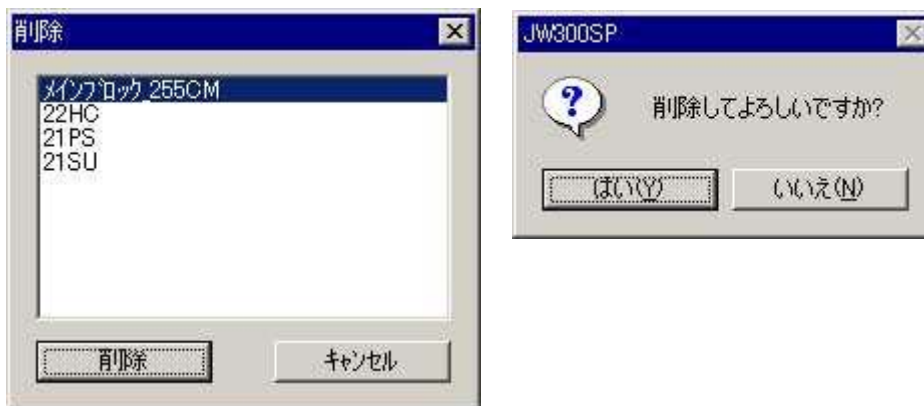 削除
ﾒｲﾝﾌﾞﾛｯｸ_255CM
22HC
21PS
21SU
削除
ｷｬﾝｾﾙ
JW300SP
削除してよろしいですか?
はい(Y)
いいえ(N)